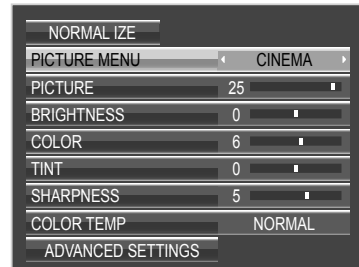 NORMAL IZE
PICTURE MENU CINEMA
PICTURE 25
BRIGHTNESS 0
COLOR 6
TINT 0
SHARPNESS 5
COLOR TEMP NORMAL
ADVANCED SETTINGS